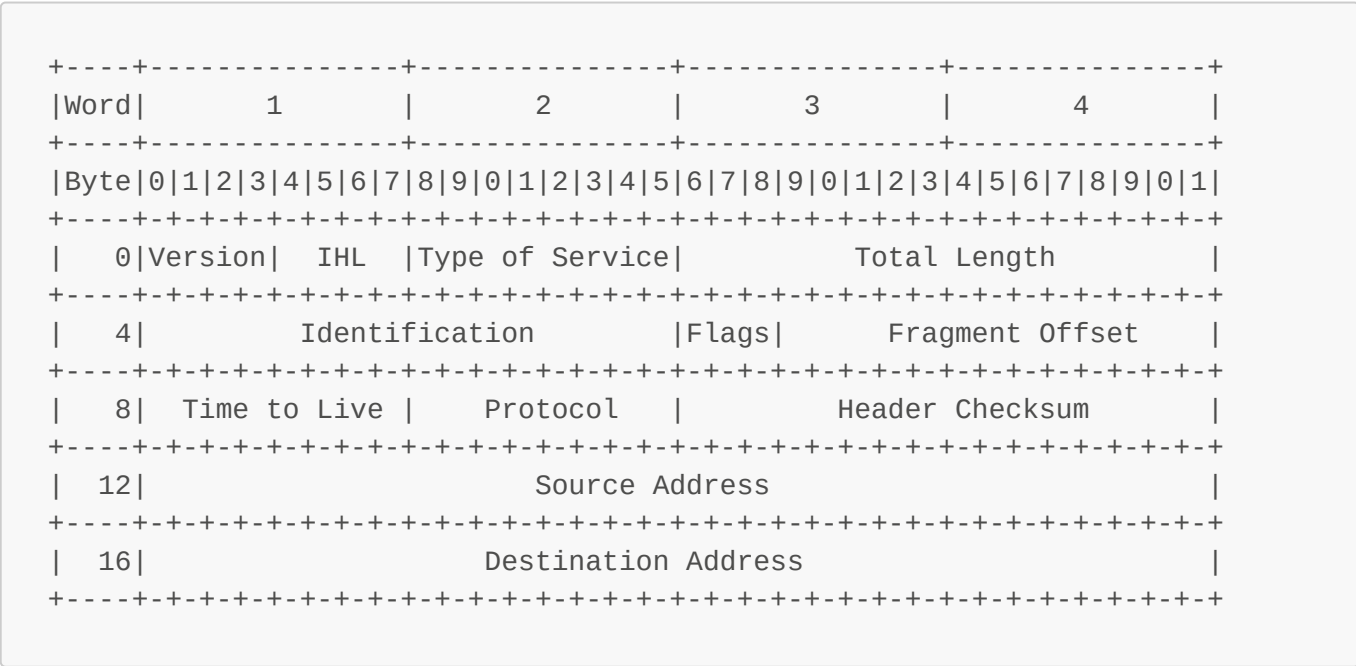 +----+---------------+---------------+---------------+---------------+
|Word|       1       |       2       |       3       |       4       |
+----+---------------+---------------+---------------+---------------+
|Byte|0|1|2|3|4|5|6|7|8|9|0|1|2|3|4|5|6|7|8|9|0|1|2|3|4|5|6|7|8|9|0|1|
+----+-+-+-+-+-+-+-+-+-+-+-+-+-+-+-+-+-+-+-+-+-+-+-+-+-+-+-+-+-+-+-+-+
|   0|Version|  IHL  |Type of Service|          Total Length         |
+----+-+-+-+-+-+-+-+-+-+-+-+-+-+-+-+-+-+-+-+-+-+-+-+-+-+-+-+-+-+-+-+-+
|   4|         Identification        |Flags|      Fragment Offset    |
+----+-+-+-+-+-+-+-+-+-+-+-+-+-+-+-+-+-+-+-+-+-+-+-+-+-+-+-+-+-+-+-+-+
|   8|  Time to Live |    Protocol   |         Header Checksum       |
+----+-+-+-+-+-+-+-+-+-+-+-+-+-+-+-+-+-+-+-+-+-+-+-+-+-+-+-+-+-+-+-+-+
|  12|                       Source Address                          |
+----+-+-+-+-+-+-+-+-+-+-+-+-+-+-+-+-+-+-+-+-+-+-+-+-+-+-+-+-+-+-+-+-+
|  16|                    Destination Address                        |
+----+-+-+-+-+-+-+-+-+-+-+-+-+-+-+-+-+-+-+-+-+-+-+-+-+-+-+-+-+-+-+-+-+